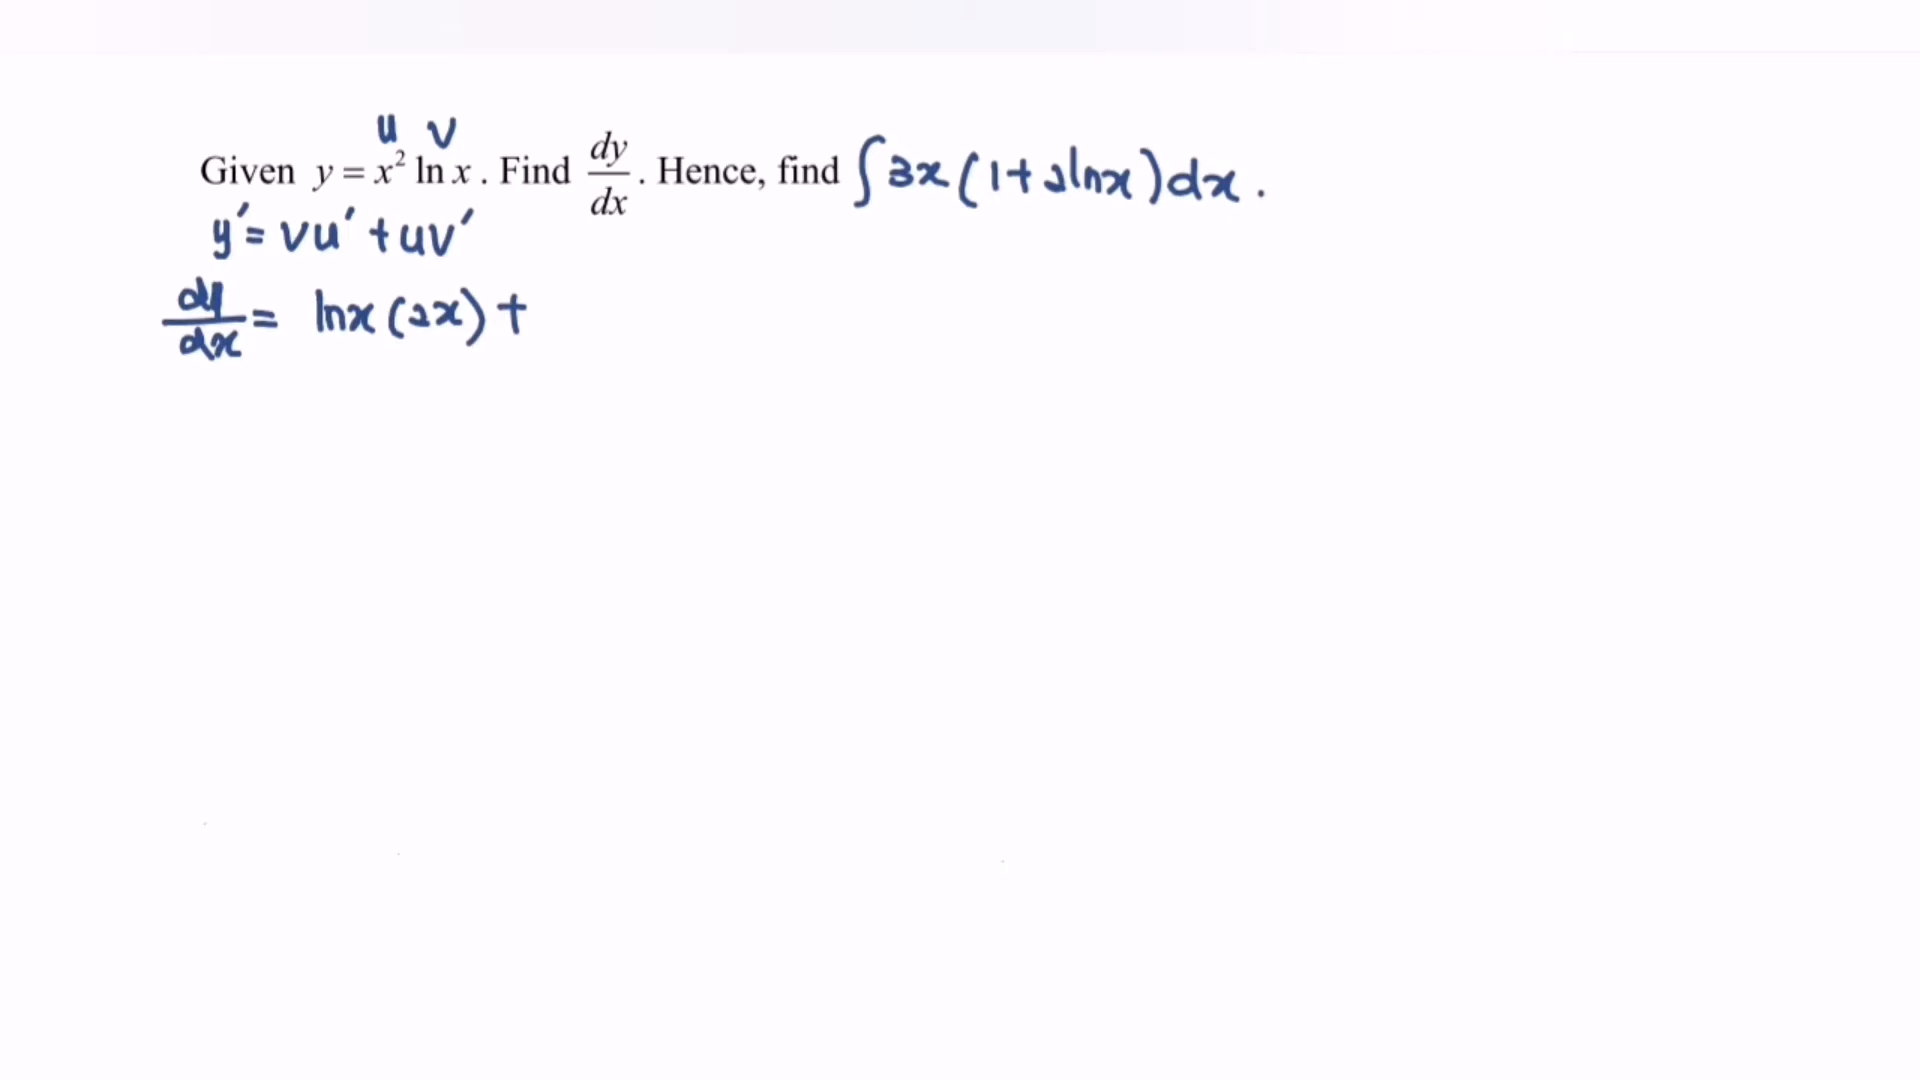 Given y = x² ln x . Find dy/dx . Hence, find ∫3x(1+2lnx)dx .
u v
y′= vu′+uv′
dy/dx = lnx(2x)+